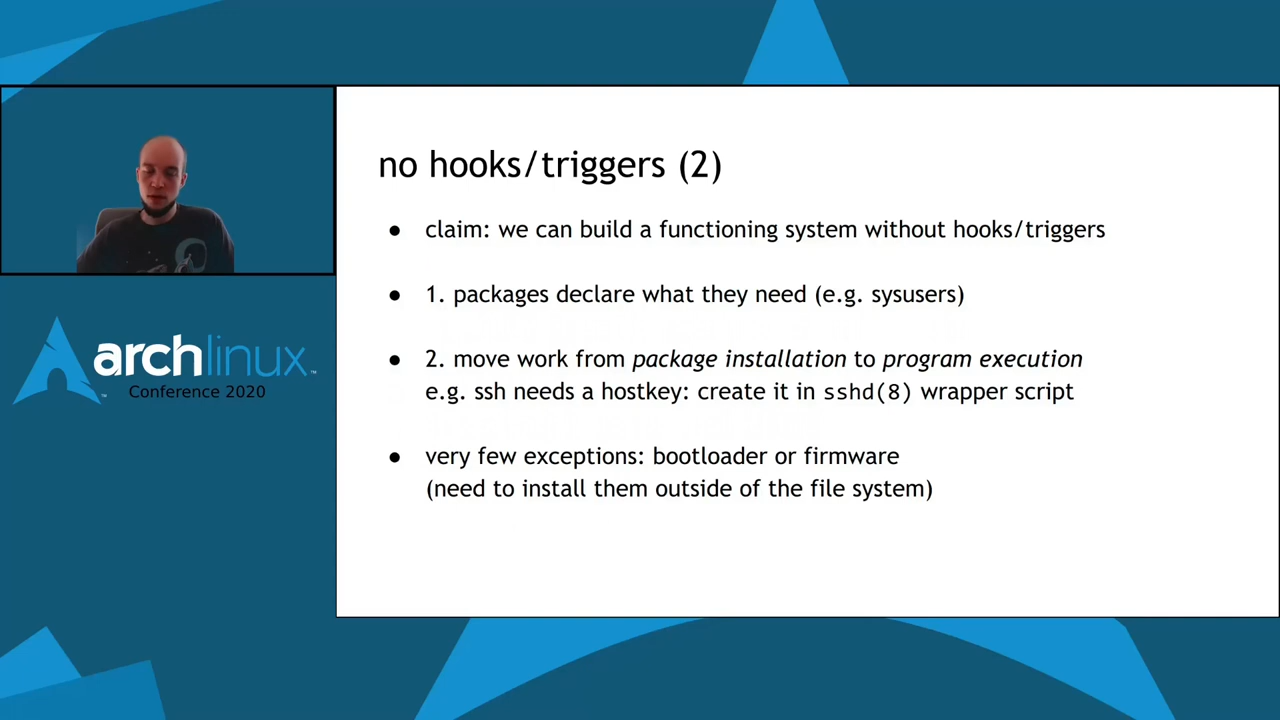 no hooks/triggers (2)
● claim: we can build a functioning system without hooks/triggers
● 1. packages declare what they need (e.g. sysusers)
● 2. move work from package installation to program execution
e.g. ssh needs a hostkey: create it in sshd(8) wrapper script
● very few exceptions: bootloader or firmware
(need to install them outside of the file system)
archlinux™
Conference 2020